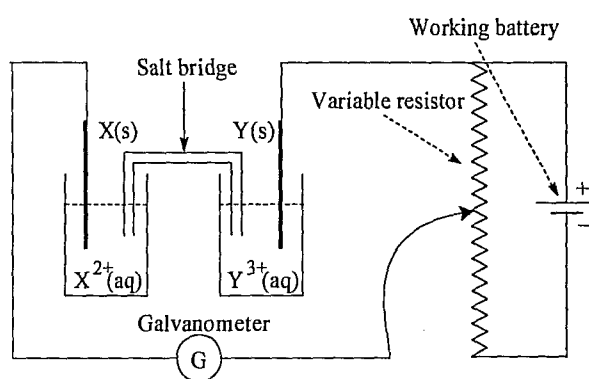 Working battery
Salt bridge
Variable resistor
X(s)
Y(s)
+
−
X²⁺(aq)
Y³⁺(aq)
Galvanometer
G